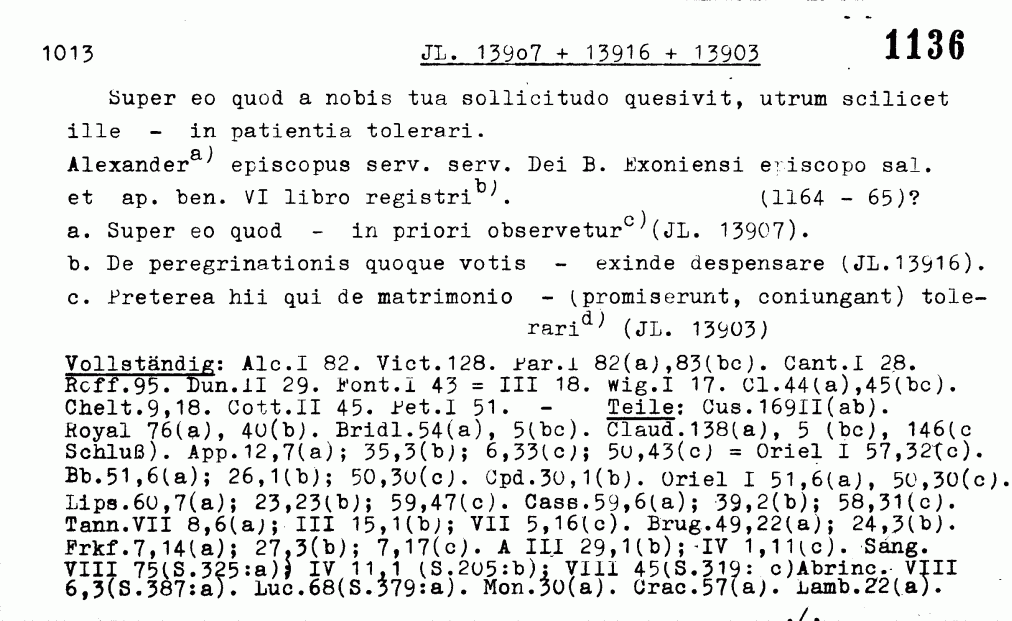 1013 JL. 13907 + 13916 + 13903 1136
Super eo quod a nobis tua sollicitudo quesivit, utrum scilicet
ille – in patientia tolerari.
Alexander a) episcopus serv. serv. Dei B. Exoniensi episcopo sal.
et ap. ben. VI libro registri b). (1164 – 65)?
a. Super eo quod – in priori observetur c) (JL. 13907).
b. De peregrinationis quoque votis – exinde despensare (JL.13916).
c. Preterea hii qui de matrimonio – (promiserunt, coniungant) tole-
rari d) (JL. 13903)
Vollständig: Alc.I 82. Vict.128. Par.I 82(a),83(bc). Cant.I 28.
Roff.95. Dun.II 29. Font.I 43 = III 18. Wig.I 17. Cl.44(a),45(bc).
Chelt.9,18. Cott.II 45. Pet.I 51. – Teile: Cus.169II(ab).
Royal 76(a), 40(b). Bridl.54(a), 5(bc). Claud.138(a), 5 (bc), 146(c
Schluß). App.12,7(a); 35,3(b); 6,33(c); 50,43(c) = Oriel I 57,32(c).
Bb.51,6(a); 26,1(b); 50,30(c). Cpd.30,1(b). Oriel I 51,6(a), 50,30(c).
Lips.60,7(a); 23,23(b); 59,47(c). Cass.59,6(a); 39,2(b); 58,31(c).
Tann.VII 8,6(a); III 15,1(b); VII 5,16(c). Brug.49,22(a); 24,3(b).
Frkf.7,14(a); 27,3(b); 7,17(c). A III 29,1(b); IV 1,11(c). Sang.
VIII 75(S.325:a); IV 11,1 (S.205:b); VIII 45(S.319: c)Abrinc. VIII
6,3(S.387:a). Luc.68(S.379:a). Mon.30(a). Crac.57(a). Lamb.22(a).
./.